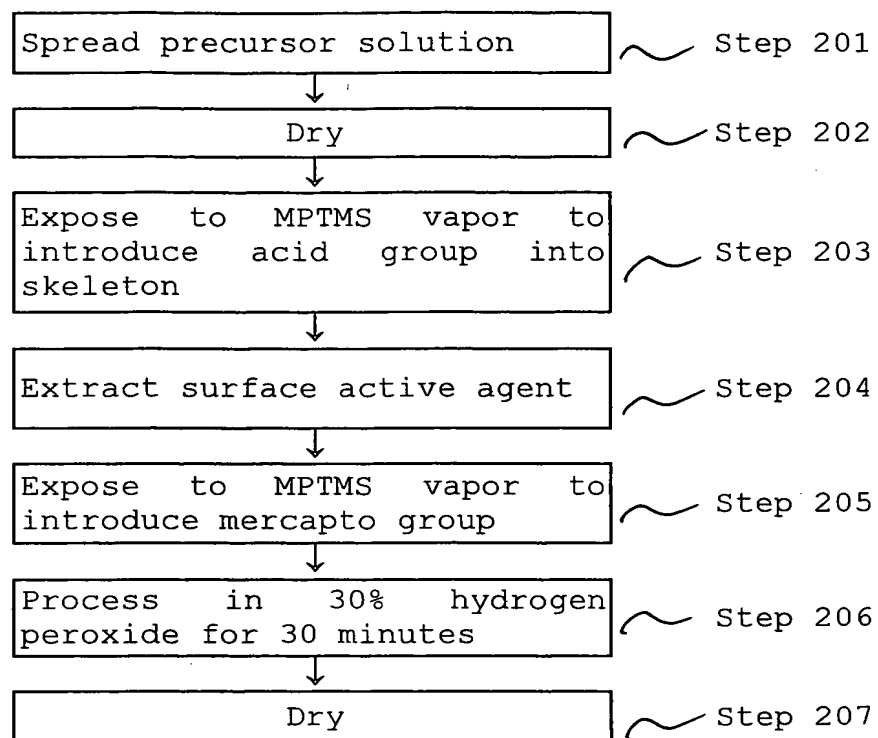 Spread precursor solution Step 201
Dry Step 202
Expose to MPTMS vapor to
introduce acid group into Step 203
skeleton
Extract surface active agent Step 204
Expose to MPTMS vapor to
introduce mercapto group Step 205
Process in 30% hydrogen
peroxide for 30 minutes Step 206
Dry Step 207